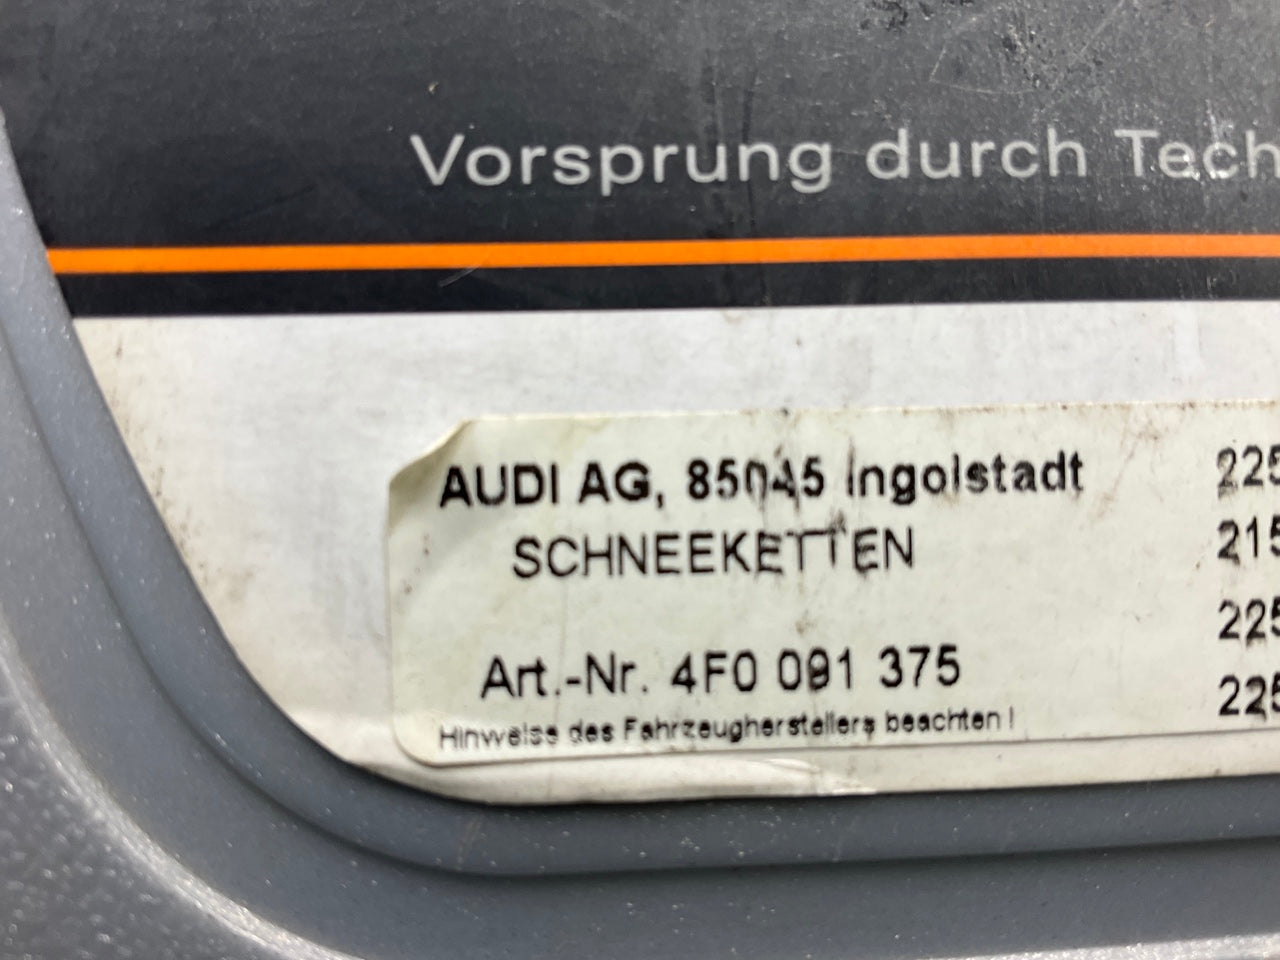 Vorsprung durch Tech
AUDI AG, 85045 Ingolstadt
SCHNEEKETTEN
Art.-Nr. 4F0 091 375
Hinweise des Fahrzeugherstellers beachten!
225
215
225
225